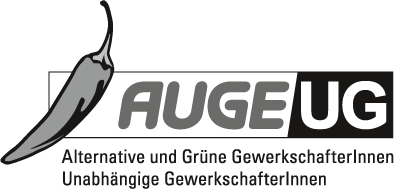 AUGE UG
Alternative und Grüne GewerkschafterInnen
Unabhängige GewerkschafterInnen